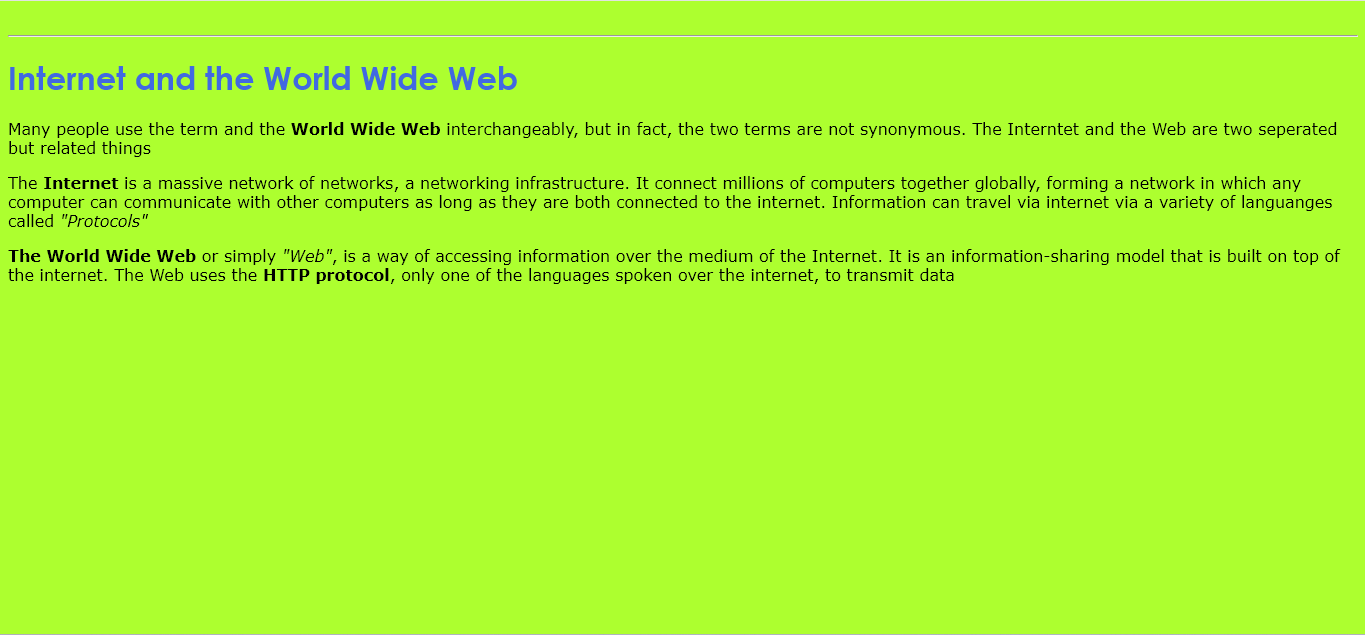 Internet and the World Wide Web
Many people use the term and the World Wide Web interchangeably, but in fact, the two terms are not synonymous. The Interntet and the Web are two seperated
but related things
The Internet is a massive network of networks, a networking infrastructure. It connect millions of computers together globally, forming a network in which any
computer can communicate with other computers as long as they are both connected to the internet. Information can travel via internet via a variety of languanges
called "Protocols"
The World Wide Web or simply "Web", is a way of accessing information over the medium of the Internet. It is an information-sharing model that is built on top of
the internet. The Web uses the HTTP protocol, only one of the languages spoken over the internet, to transmit data